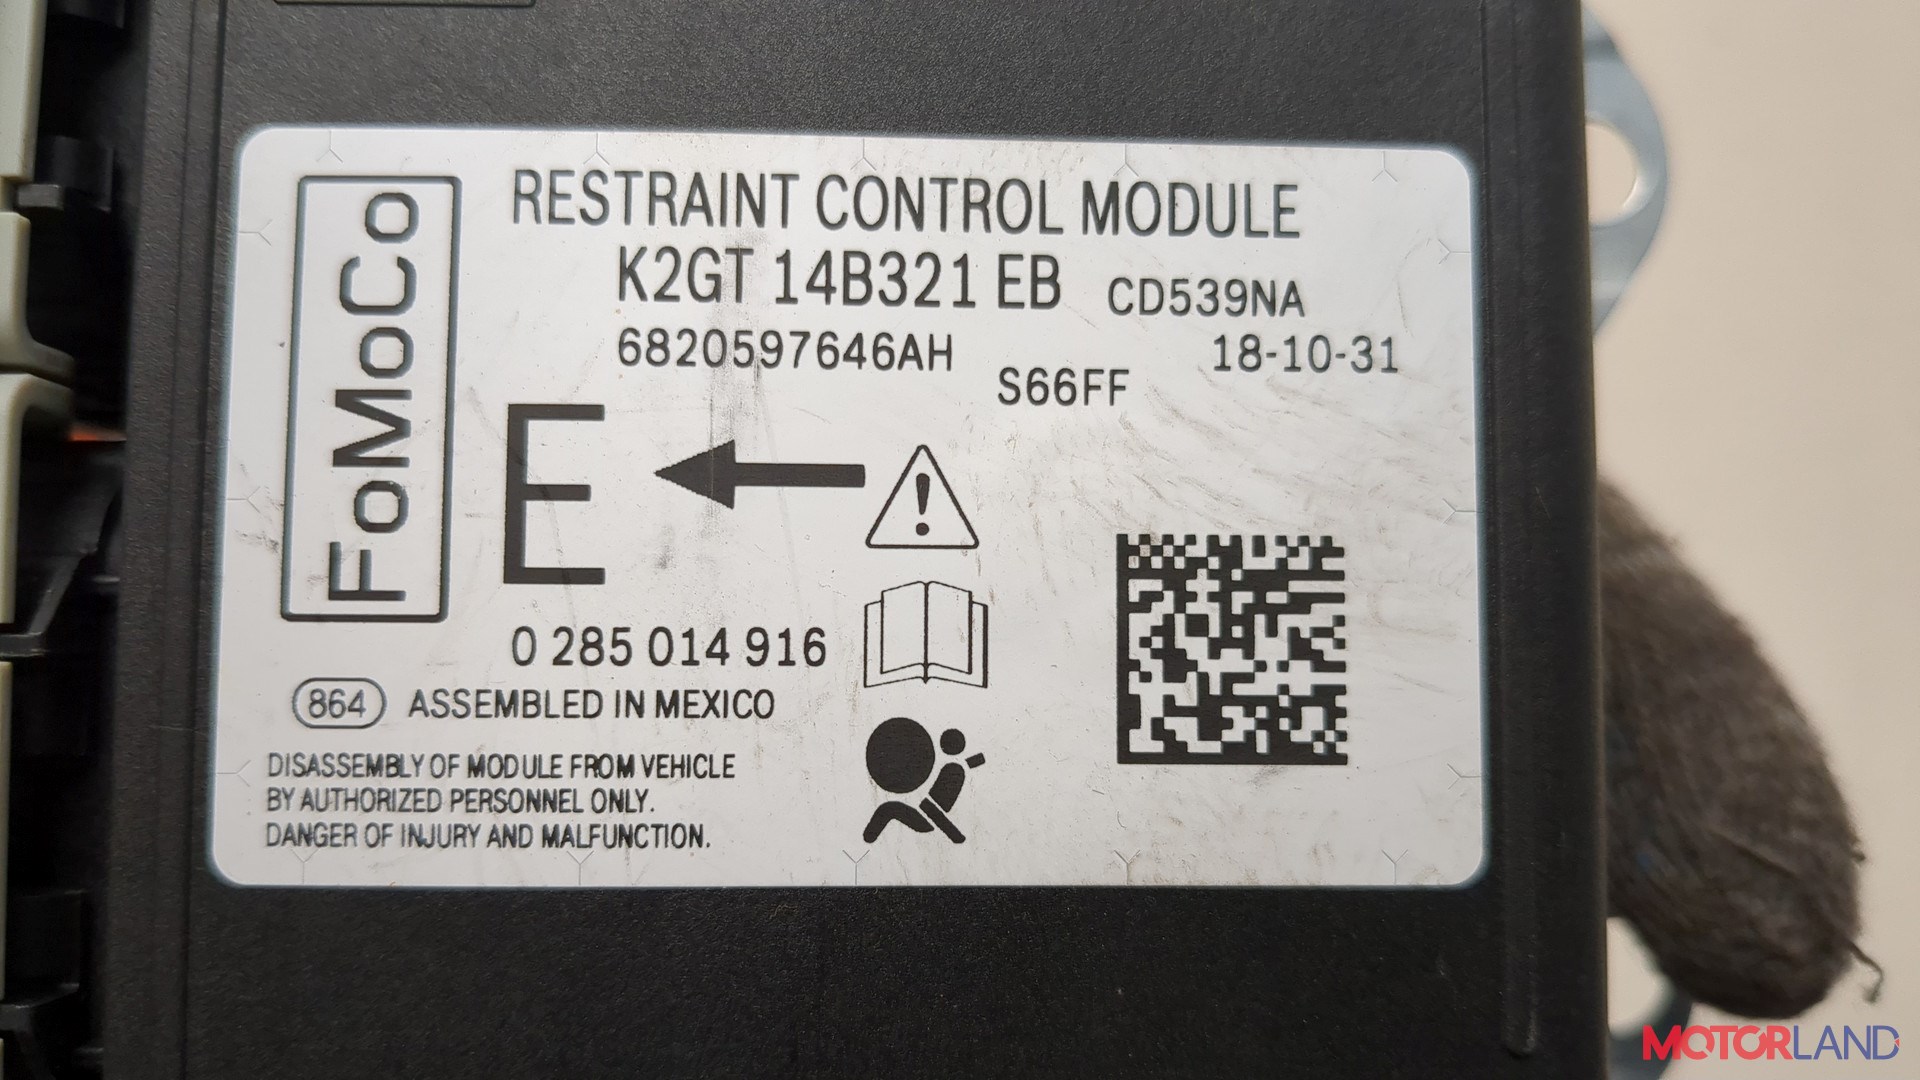 FoMoCo
RESTRAINT CONTROL MODULE
K2GT 14B321 EB CD539NA
6820597646AH 18-10-31
S66FF
E
0 285 014 916
864 ASSEMBLED IN MEXICO
DISASSEMBLY OF MODULE FROM VEHICLE
BY AUTHORIZED PERSONNEL ONLY.
DANGER OF INJURY AND MALFUNCTION.
MOTORLAND